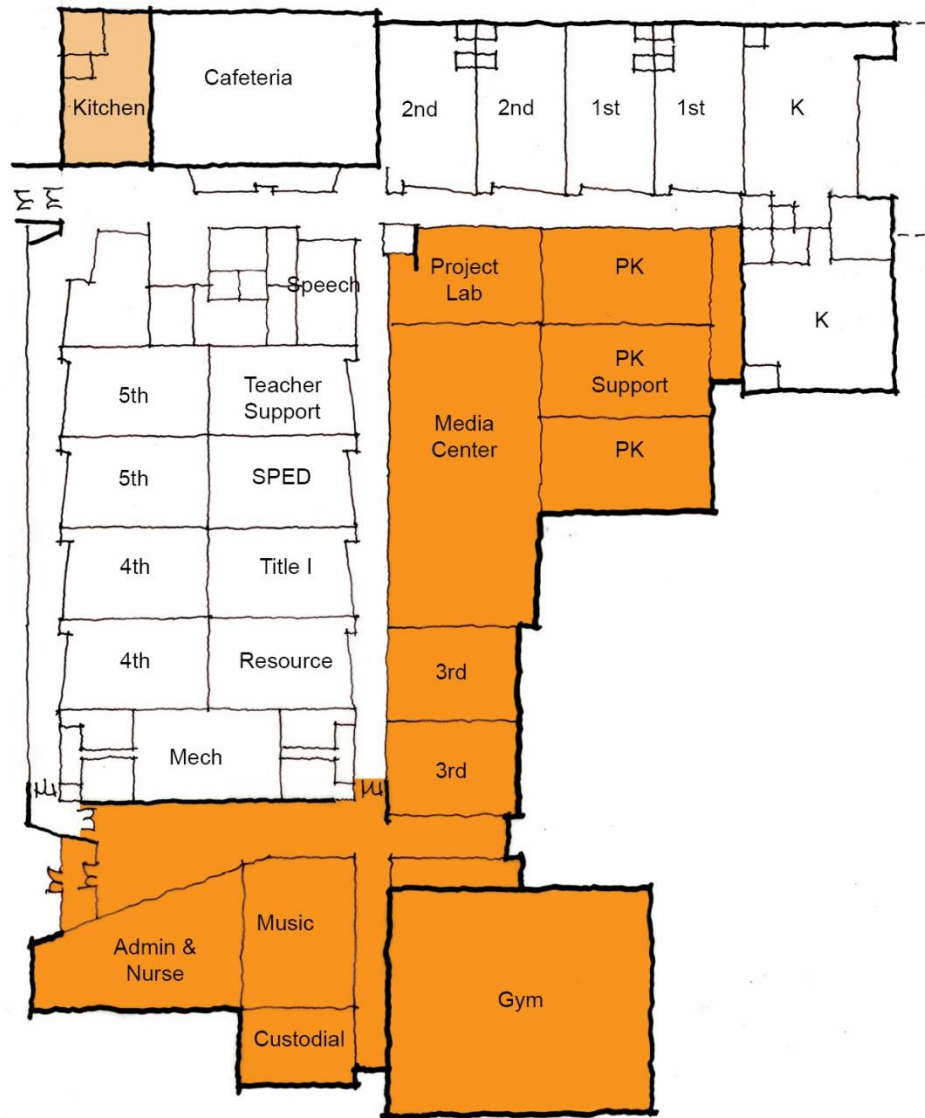 Cafeteria
Kitchen
2nd
2nd
1st
1st
K
Speech
Project
Lab
PK
K
5th
Teacher
Support
PK
Support
Media
Center
5th
SPED
PK
4th
Title I
4th
Resource
3rd
Mech
3rd
Music
Admin &
Nurse
Gym
Custodial